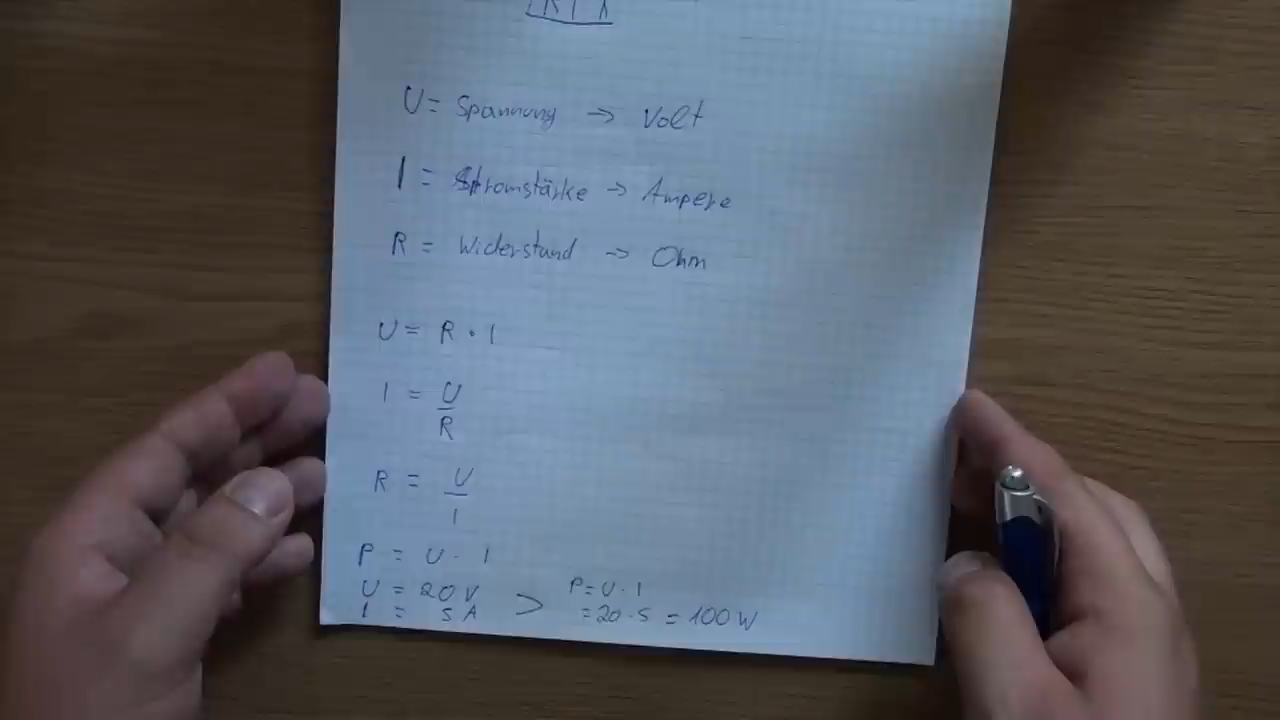 R I
U = Spannung → Volt
I = Stromstärke → Ampere
R = Widerstand → Ohm
U = R · I
I = U
R
R = U
I
P = U · I
U = 20 V > P = U · I
I = 5 A = 20 · 5 = 100 W